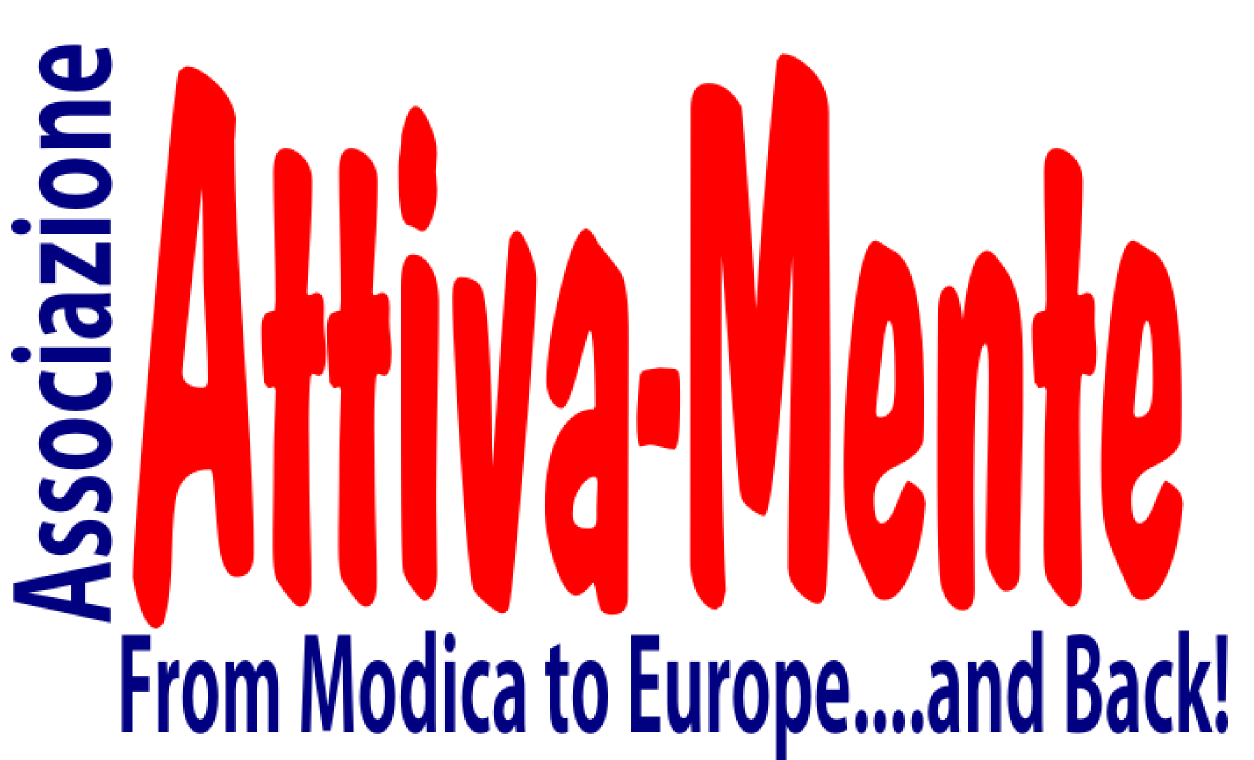 Associazione
Attiva-Mente
From Modica to Europe....and Back!